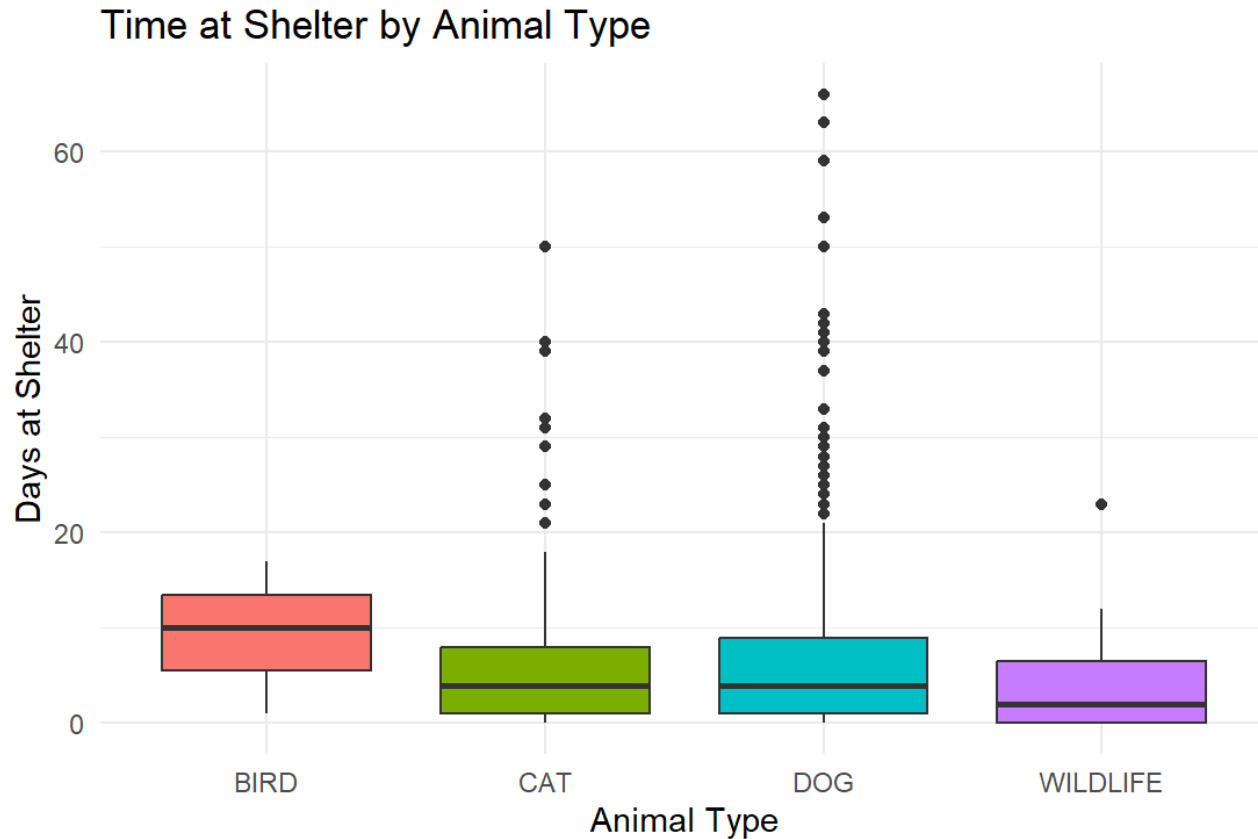 Time at Shelter by Animal Type
60
40
20
0
Days at Shelter
BIRD
CAT
DOG
WILDLIFE
Animal Type